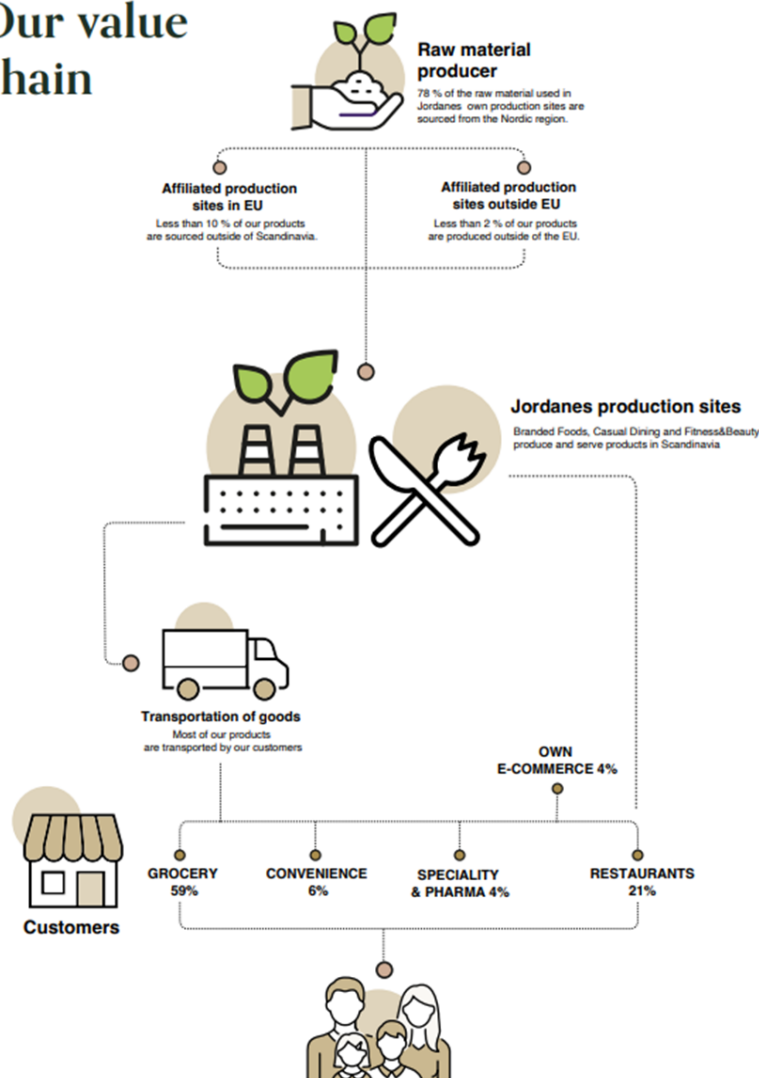 Our value
hain
Raw material
producer
78 % of the raw material used in
Jordanes own production sites are
sourced from the Nordic region.
Affiliated production
sites in EU
Less than 10 % of our products
are sourced outside of Scandinavia.
Affiliated production
sites outside EU
Less than 2 % of our products
are produced outside of the EU.
Jordanes production sites
Branded Foods, Casual Dining and Fitness&Beauty
produce and serve products in Scandinavia
Transportation of goods
Most of our products
are transported by our customers
OWN
E-COMMERCE 4%
Customers
GROCERY
59%
CONVENIENCE
6%
SPECIALITY
& PHARMA 4%
RESTAURANTS
21%